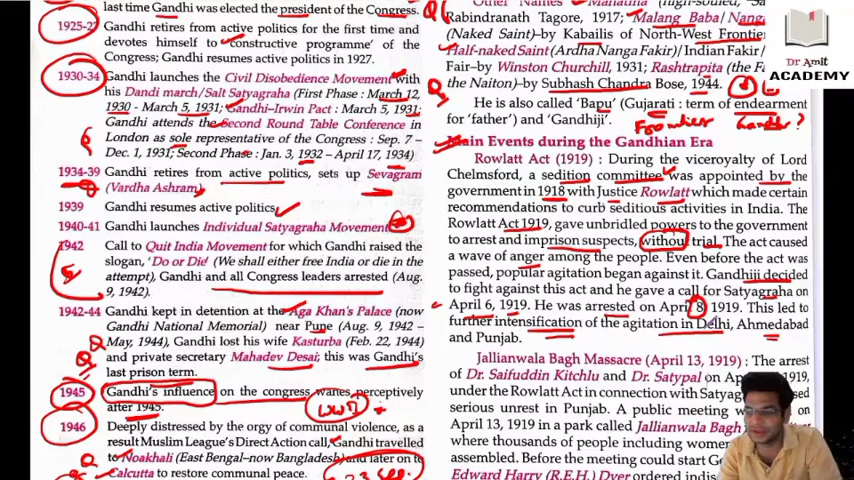 last time Gandhi was elected the president of the Congress.
1925-27
Gandhi retires from active politics for the first time and
devotes himself to 'constructive programme' of the
Congress; Gandhi resumes active politics in 1927.
1930-34
Gandhi launches the Civil Disobedience Movement with
his Dandi march/Salt Satyagraha (First Phase : March 12,
1930 - March 5, 1931; Gandhi-Irwin Pact : March 5, 1931;
Gandhi attends the Second Round Table Conference in
London as sole representative of the Congress : Sep. 7 -
Dec. 1, 1931; Second Phase : Jan. 3, 1932 - April 17, 1934)
1934-39
Gandhi retires from active politics, sets up Sevagram
(Vardha Ashram)
1939
Gandhi resumes active politics
1940-41
Gandhi launches Individual Satyagraha Movement
1942
Call to Quit India Movement for which Gandhi raised the
slogan, 'Do or Die' (We shall either free India or die in the
attempt), Gandhi and all Congress leaders arrested (Aug.
9, 1942)
1942-44
Gandhi kept in detention at the Aga Khan's Palace (now
Gandhi National Memorial) near Pune (Aug. 9, 1942 –
May, 1944), Gandhi lost his wife Kasturba (Feb. 22, 1944)
and private secretary Mahadev Desai; this was Gandhi's
last prison term.
1945
Gandhi's influence on the congress wanes perceptively
after 1945.
WWII
1946
Deeply distressed by the orgy of communal violence, as a
result Muslim League's Direct Action call, Gandhi travelled
to Noakhali (East Bengal–now Bangladesh) and later on to
Calcutta to restore communal peace.
Other Names
Rabindranath Tagore, 1917; Malang Baba/Nanga
(Naked Saint)–by Kabailis of North-West Frontier
Half-naked Saint (Ardha Nanga Fakir)/Indian Fakir/
Fair–by Winston Churchill, 1931; Rashtrapita (the Fa
the Naiton)–by Subhash Chandra Bose, 1944.
He is also called 'Bapu' (Gujarati : term of endearment
for 'father') and 'Gandhiji'.
Frontier Gandhi?
Main Events during the Gandhian Era
Rowlatt Act (1919) : During the viceroyalty of Lord
Chelmsford, a sedition committee was appointed by the
government in 1918 with Justice Rowlatt which made certain
recommendations to curb seditious activities in India. The
Rowlatt Act 1919, gave unbridled powers to the government
to arrest and imprison suspects, without trial. The act caused
a wave of anger among the people. Even before the act was
passed, popular agitation began against it. Gandhiii decided
to fight against this act and he gave a call for Satyagraha on
April 6, 1919. He was arrested on April 8, 1919. This led to
further intensification of the agitation in Delhi, Ahmedabad
and Punjab.
Jallianwala Bagh Massacre (April 13, 1919) : The arrest
of Dr. Saifuddin Kitchlu and Dr. Satypal on Ap 1919,
under the Rowlatt Act in connection with Satyag sed
serious unrest in Punjab. A public meeting w on
April 13, 1919 in a park called Jallianwala Ba
where thousands of people including women
assembled. Before the meeting could start Ge
Edward Harry (R.E.H.) Dyer ordered indis
Dr Amit
ACADEMY